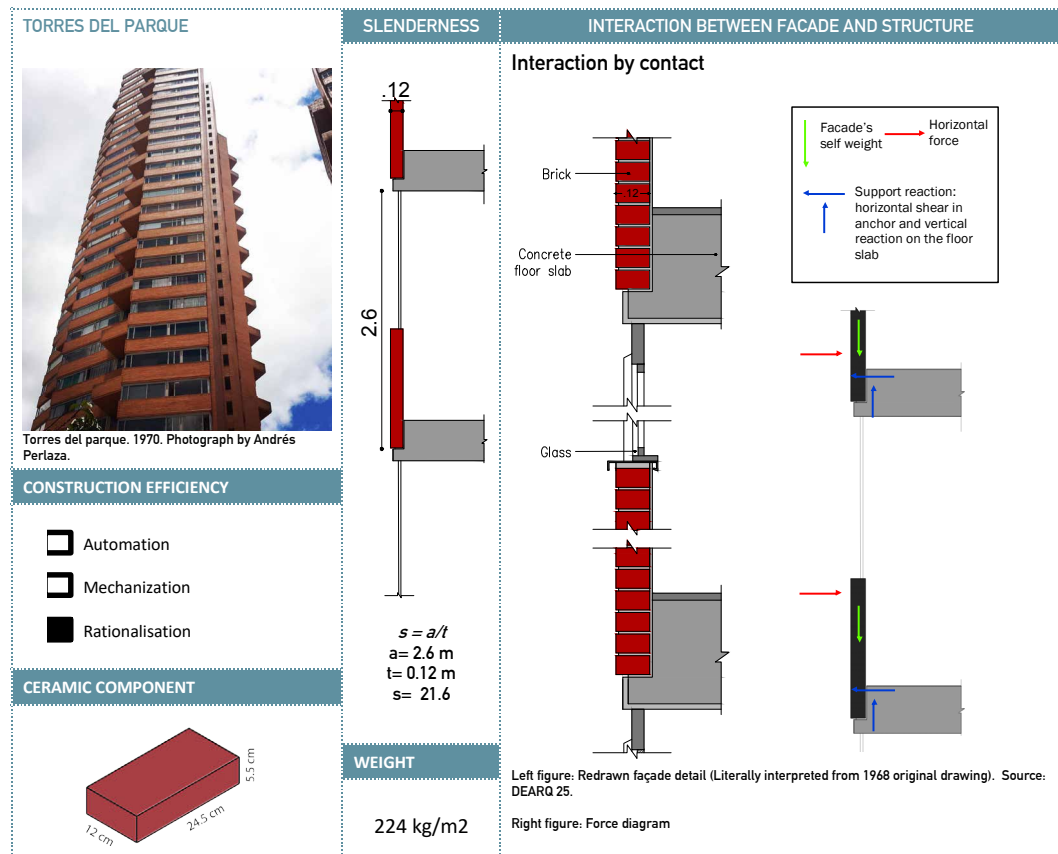 TORRES DEL PARQUE
Torres del parque. 1970. Photograph by Andrés
Perlaza.
CONSTRUCTION EFFICIENCY
Automation
Mechanization
Rationalisation
CERAMIC COMPONENT
12 cm
24.5 cm
5.5 cm
SLENDERNESS
.12
2.6
s = a/t
a= 2.6 m
t= 0.12 m
s= 21.6
WEIGHT
224 kg/m2
INTERACTION BETWEEN FACADE AND STRUCTURE
Interaction by contact
Brick
.12
Concrete
floor slab
Glass
Facade's
self weight
Horizontal
force
Support reaction:
horizontal shear in
anchor and vertical
reaction on the floor
slab
Left figure: Redrawn façade detail (Literally interpreted from 1968 original drawing). Source:
DEARQ 25.
Right figure: Force diagram